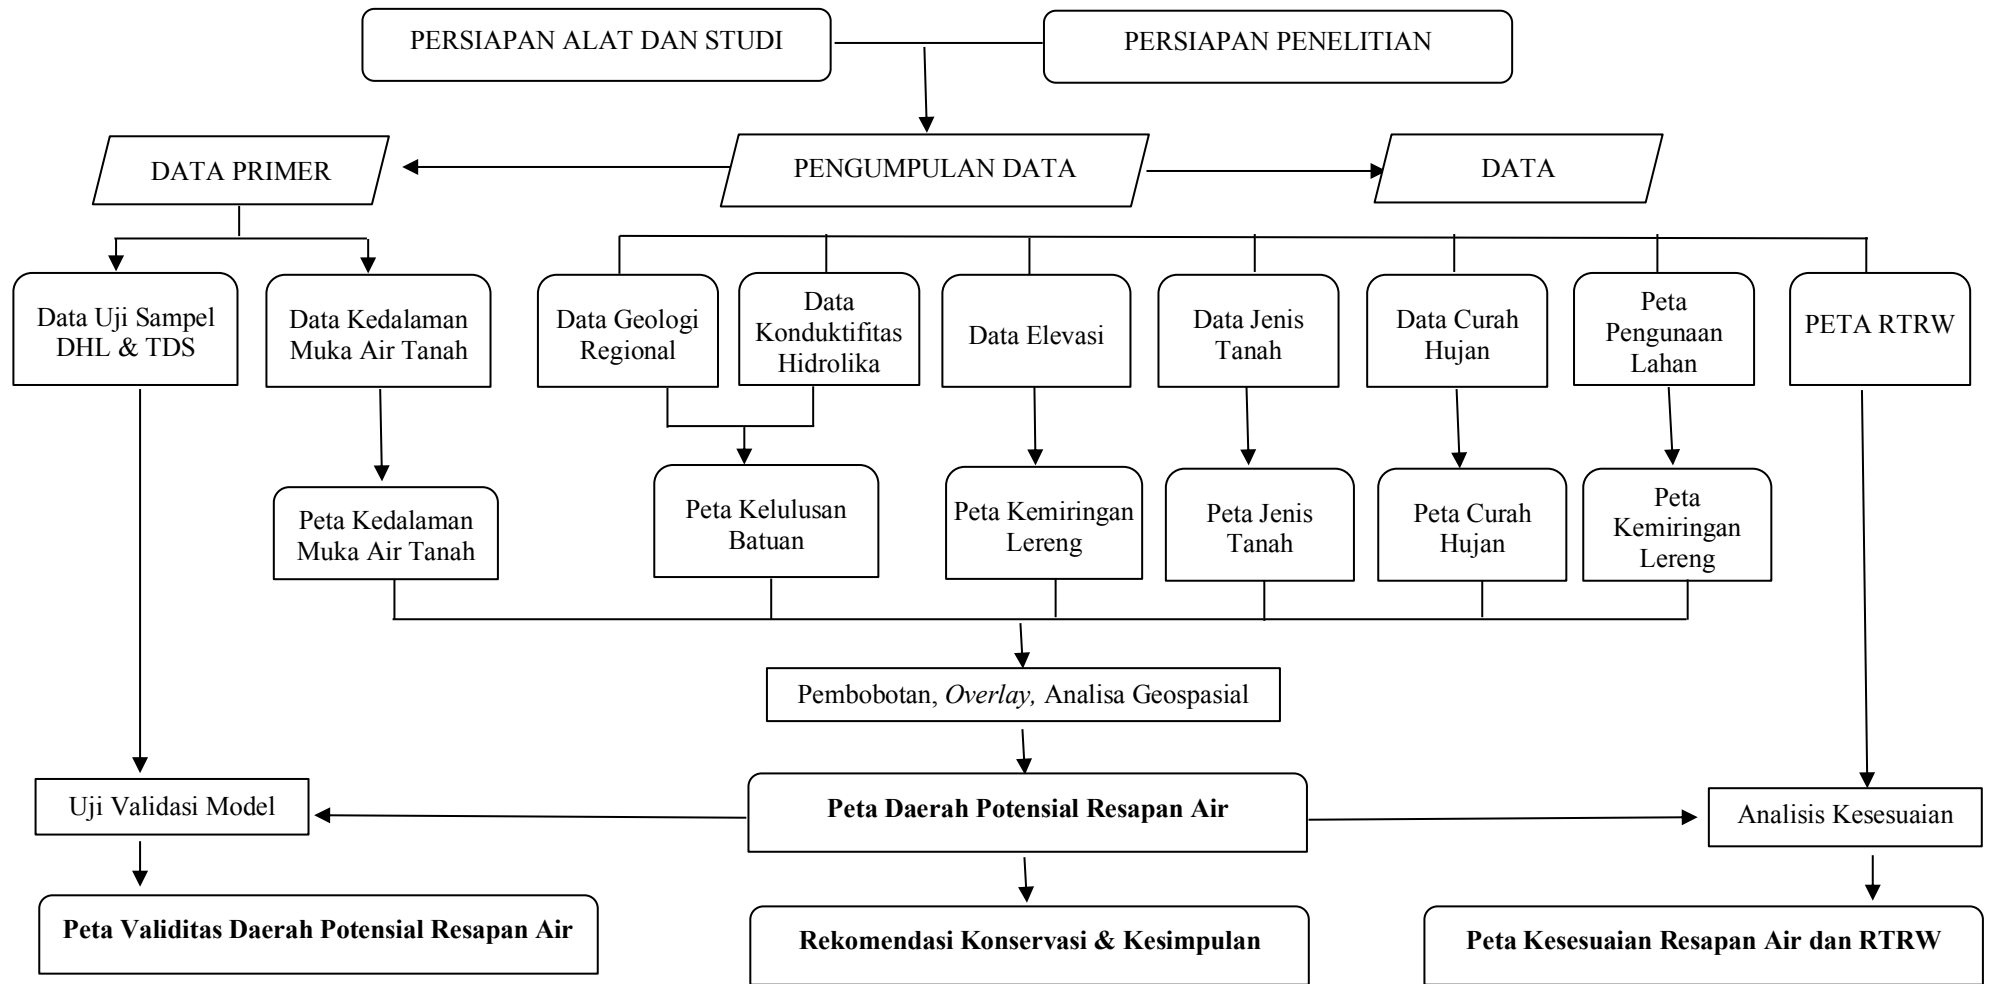 PERSIAPAN ALAT DAN STUDI
PERSIAPAN PENELITIAN
DATA PRIMER
PENGUMPULAN DATA
DATA
Data Uji Sampel
DHL & TDS
Data Kedalaman
Muka Air Tanah
Data Geologi
Regional
Data
Konduktifitas
Hidrolika
Data Elevasi
Data Jenis
Tanah
Data Curah
Hujan
Peta
Pengunaan
Lahan
PETA RTRW
Peta Kedalaman
Muka Air Tanah
Peta Kelulusan
Batuan
Peta Kemiringan
Lereng
Peta Jenis
Tanah
Peta Curah
Hujan
Peta
Kemiringan
Lereng
Pembobotan, Overlay, Analisa Geospasial
Uji Validasi Model
Peta Daerah Potensial Resapan Air
Analisis Kesesuaian
Peta Validitas Daerah Potensial Resapan Air
Rekomendasi Konservasi & Kesimpulan
Peta Kesesuaian Resapan Air dan RTRW